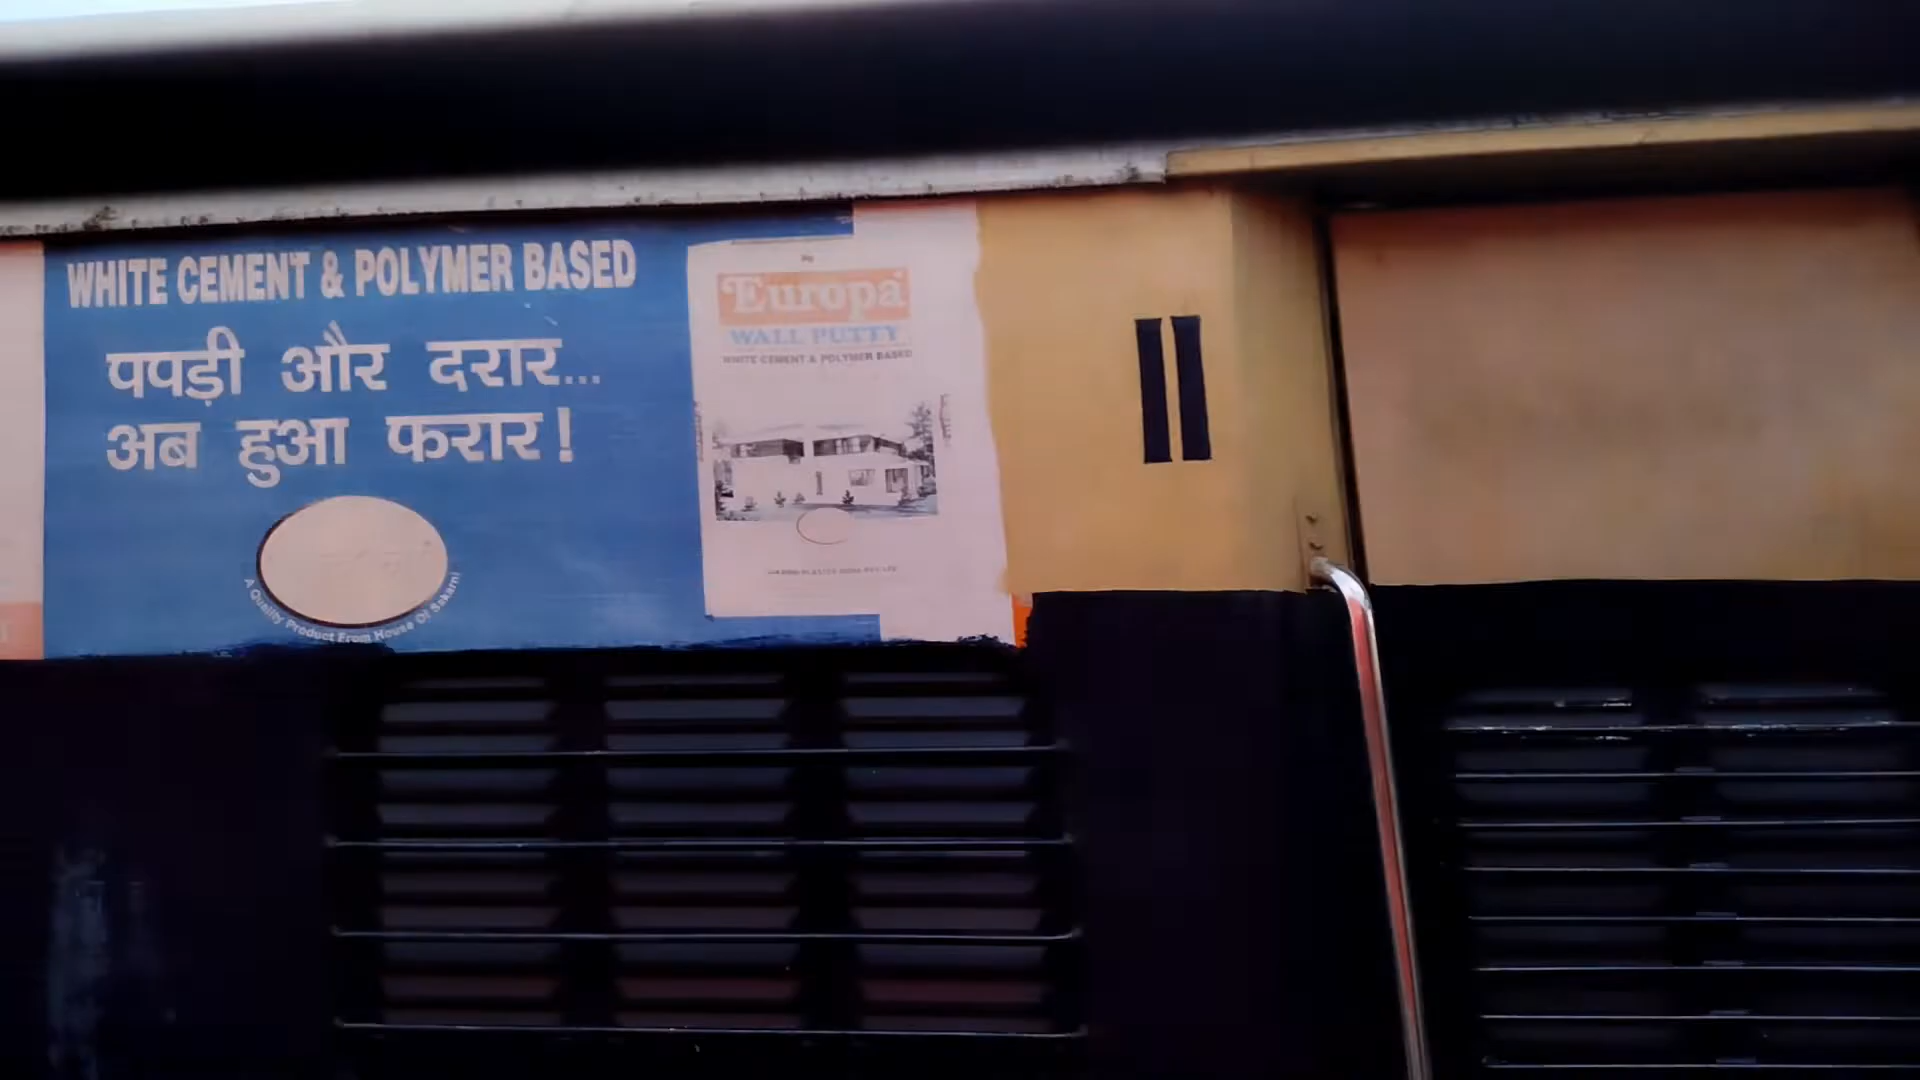 WHITE CEMENT & POLYMER BASED
पपड़ी और दरार...
अब हुआ फरार!
A Quality Product From House Of Sakarni
Europa
WALL PUTTY
WHITE CEMENT & POLYMER BASED
II